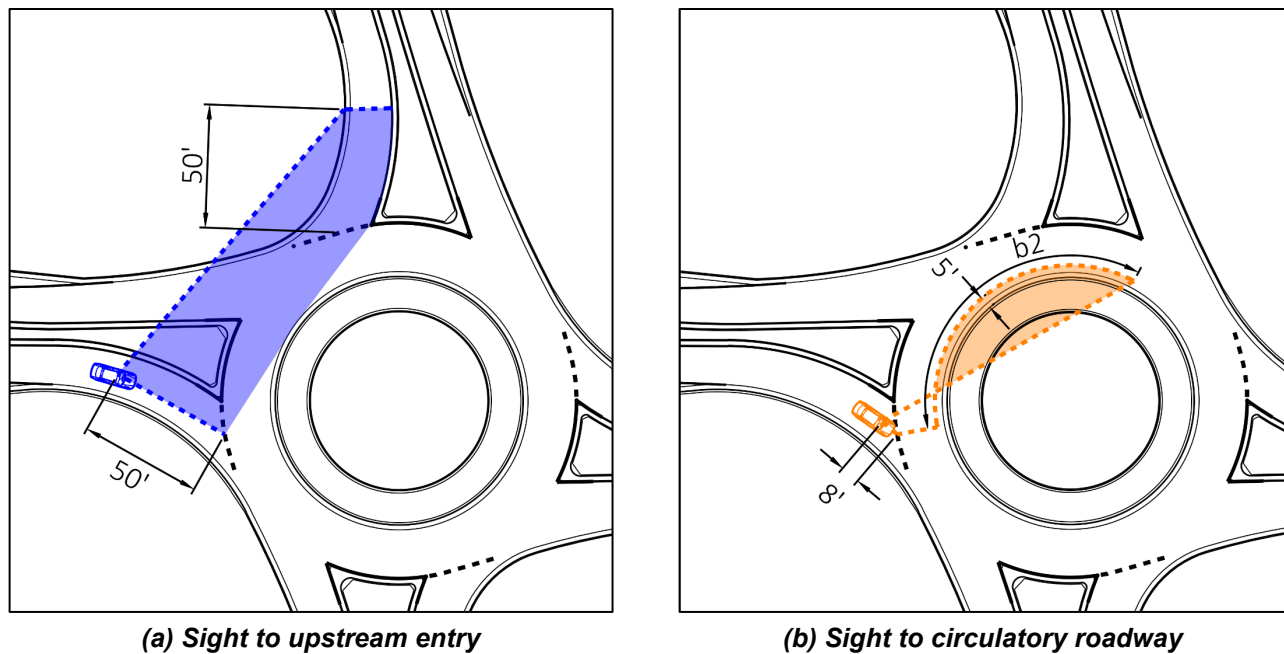 50'
50'
b2
5'
8'
(a) Sight to upstream entry
(b) Sight to circulatory roadway